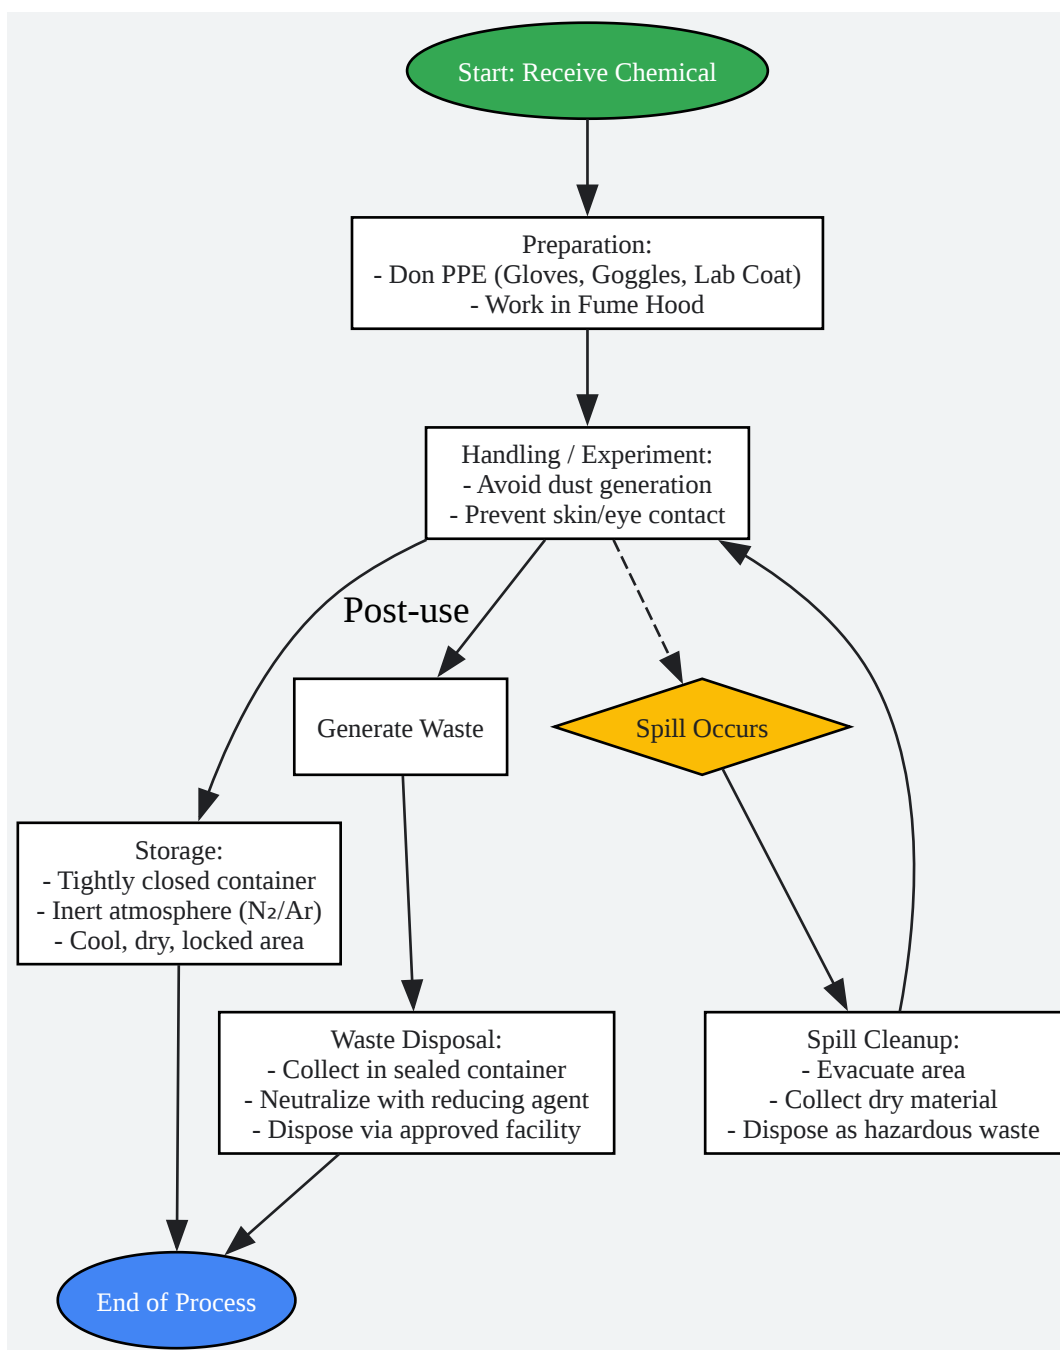 Start: Receive Chemical
Preparation:
- Don PPE (Gloves, Goggles, Lab Coat)
- Work in Fume Hood
Handling / Experiment:
- Avoid dust generation
- Prevent skin/eye contact
Post-use
Generate Waste
Spill Occurs
Storage:
- Tightly closed container
- Inert atmosphere (N₂/Ar)
- Cool, dry, locked area
Waste Disposal:
- Collect in sealed container
- Neutralize with reducing agent
- Dispose via approved facility
Spill Cleanup:
- Evacuate area
- Collect dry material
- Dispose as hazardous waste
End of Process